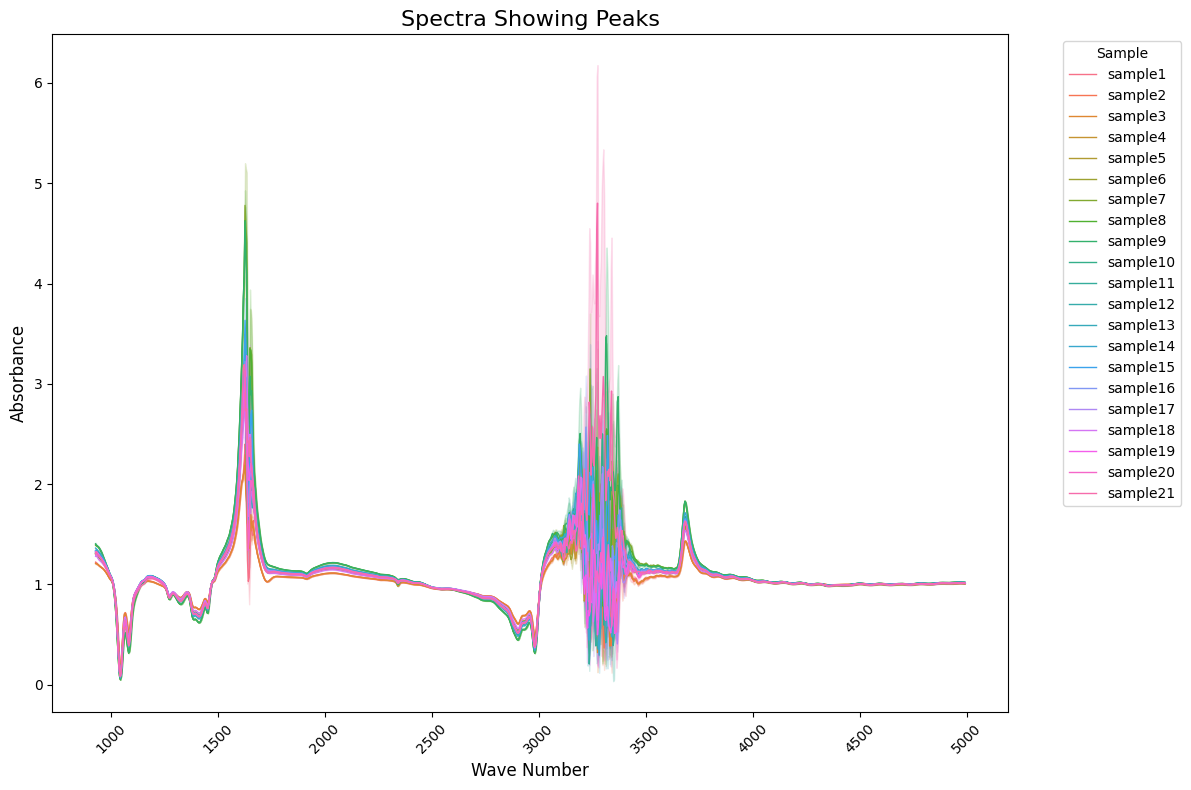 Spectra Showing Peaks
Absorbance
6
5
4
3
2
1
0
1000
1500
2000
2500
3000
3500
4000
4500
5000
Wave Number
Sample
sample1
sample2
sample3
sample4
sample5
sample6
sample7
sample8
sample9
sample10
sample11
sample12
sample13
sample14
sample15
sample16
sample17
sample18
sample19
sample20
sample21